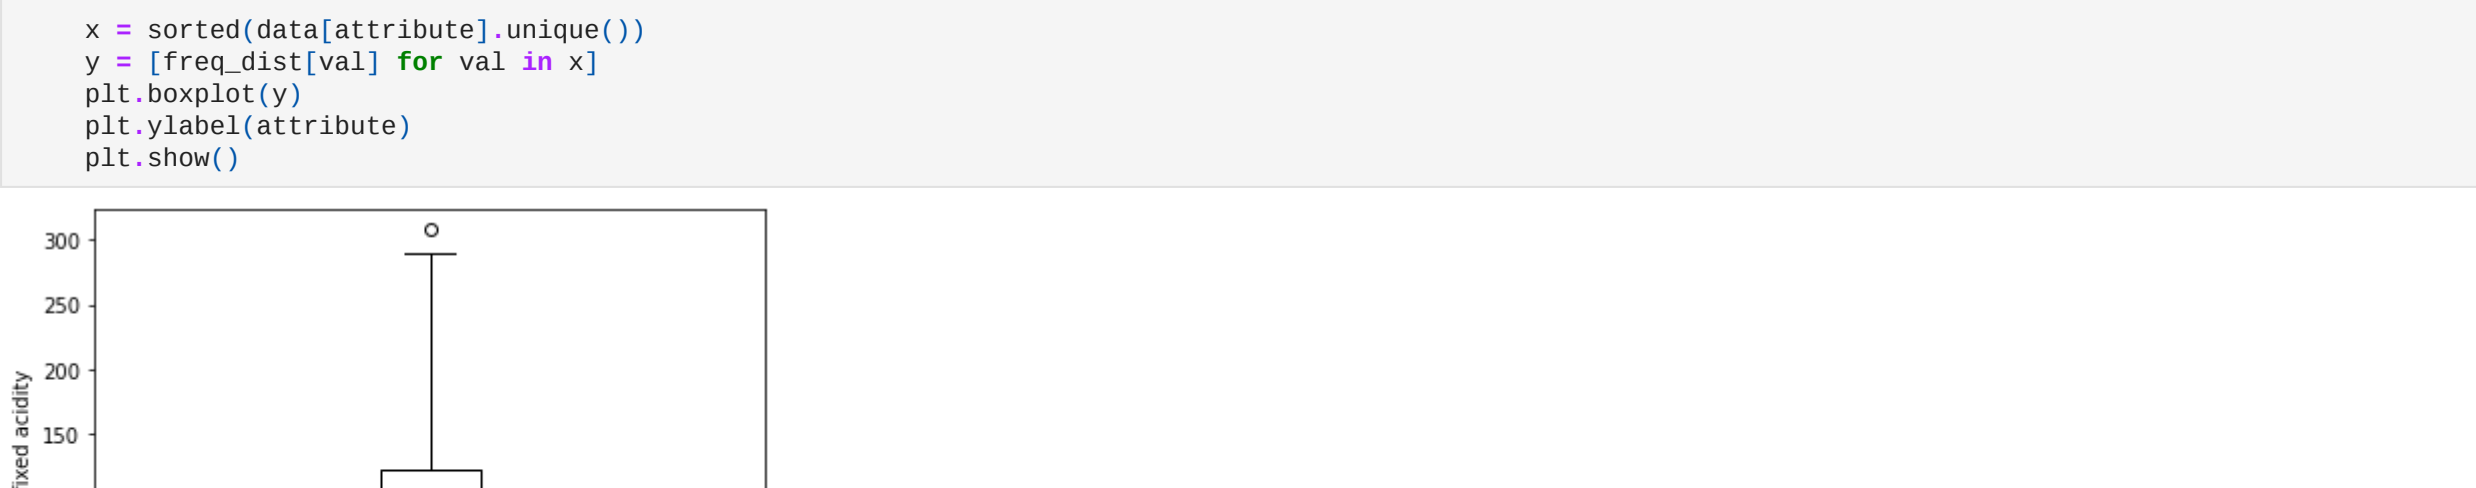 x = sorted(data[attribute].unique())
y = [freq_dist[val] for val in x]
plt.boxplot(y)
plt.ylabel(attribute)
plt.show()
300
250
200
150
fixed acidity